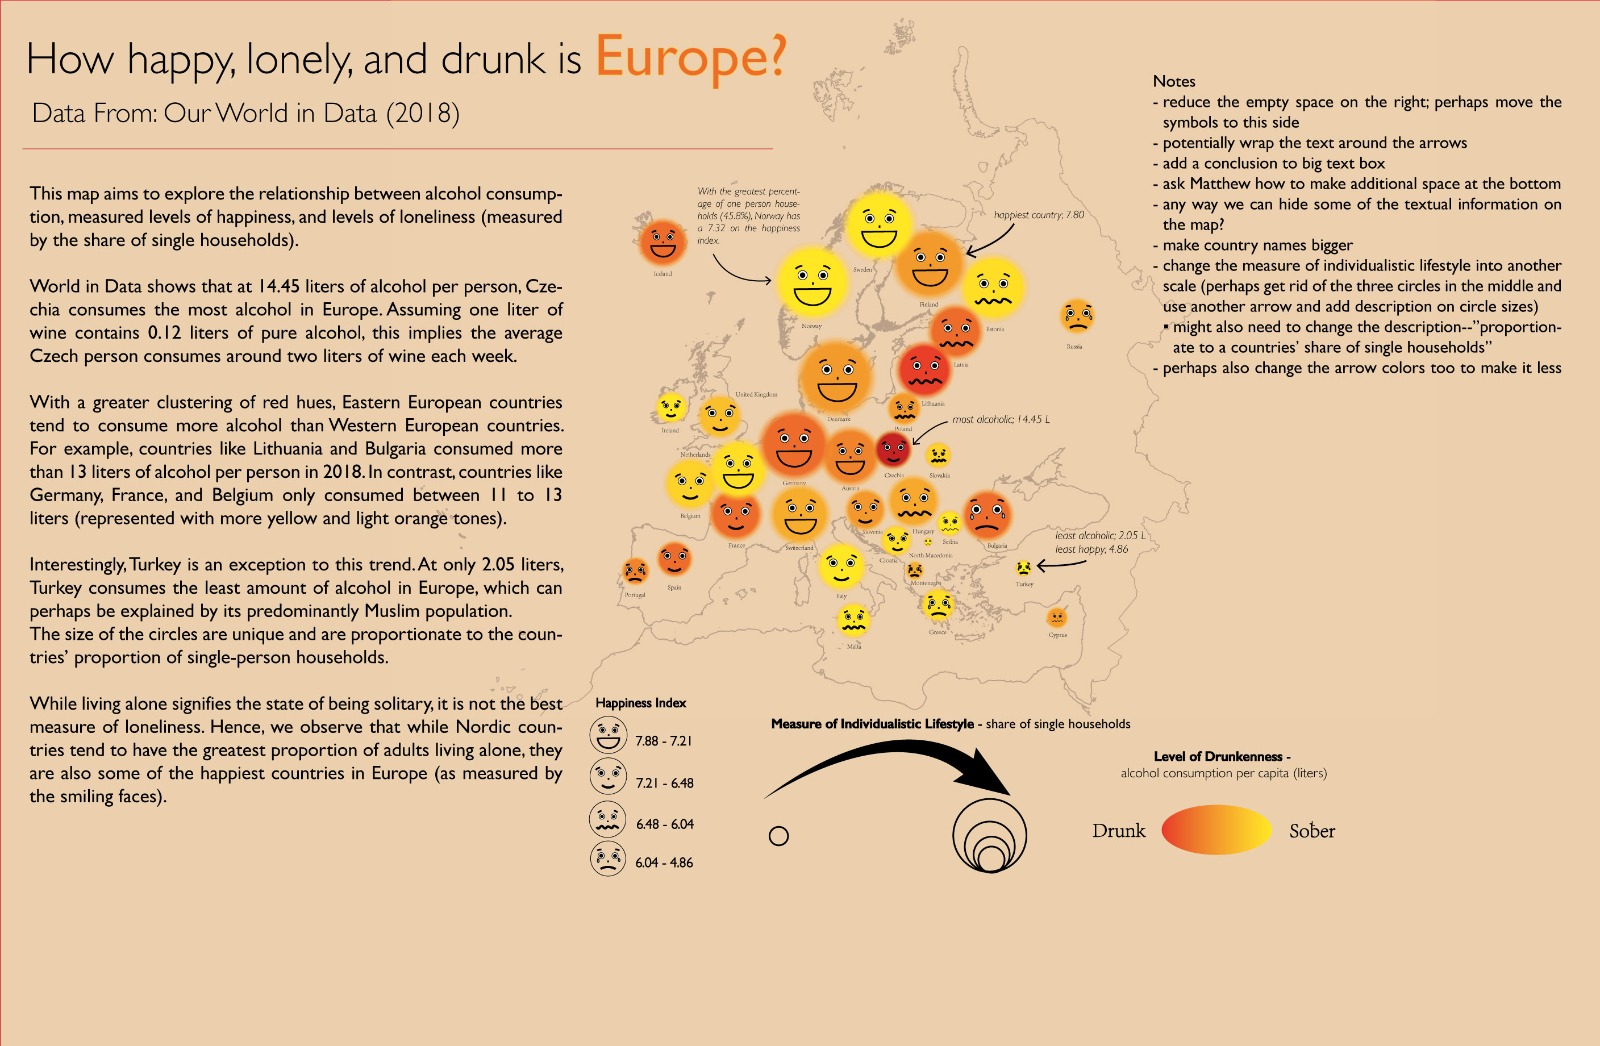 How happy, lonely, and drunk is Europe?
Data From: Our World in Data (2018)
This map aims to explore the relationship between alcohol consump-
tion, measured levels of happiness, and levels of loneliness (measured
by the share of single households).
World in Data shows that at 14.45 liters of alcohol per person, Cze-
chia consumes the most alcohol in Europe. Assuming one liter of
wine contains 0.12 liters of pure alcohol, this implies the average
Czech person consumes around two liters of wine each week.
With a greater clustering of red hues, Eastern European countries
tend to consume more alcohol than Western European countries.
For example, countries like Lithuania and Bulgaria consumed more
than 13 liters of alcohol per person in 2018. In contrast, countries like
Germany, France, and Belgium only consumed between 11 to 13
liters (represented with more yellow and light orange tones).
Interestingly, Turkey is an exception to this trend. At only 2.05 liters,
Turkey consumes the least amount of alcohol in Europe, which can
perhaps be explained by its predominantly Muslim population.
The size of the circles are unique and are proportionate to the coun-
tries' proportion of single-person households.
While living alone signifies the state of being solitary, it is not the best
measure of loneliness. Hence, we observe that while Nordic coun-
tries tend to have the greatest proportion of adults living alone, they
are also some of the happiest countries in Europe (as measured by
the smiling faces).
With the greatest percent-
age of one person house-
holds (45.8%), Norway has
a 7.32 on the happiness
index.
happiest country; 7.80
Iceland
Sweden
Finland
Norway
Estonia
Russia
Latvia
United Kingdom
Lithuania
Denmark
Ireland
Poland
most alcoholic; 14.45 L
Netherlands
Czechia
Slovakia
Germany
Austria
Belgium
Slovenia
Hungary
Serbia
France
Switzerland
Bulgaria
Croatia
North Macedonia
least alcoholic; 2.05 L
least happy; 4.86
Montenegro
Turkey
Portugal
Spain
Italy
Greece
Cyprus
Malta
Notes
- reduce the empty space on the right; perhaps move the
symbols to this side
- potentially wrap the text around the arrows
- add a conclusion to big text box
- ask Matthew how to make additional space at the bottom
- any way we can hide some of the textual information on
the map?
- make country names bigger
- change the measure of individualistic lifestyle into another
scale (perhaps get rid of the three circles in the middle and
use another arrow and add description on circle sizes)
▪ might also need to change the description--"proportion-
ate to a countries' share of single households"
- perhaps also change the arrow colors too to make it less
Happiness Index
7.88 - 7.21
7.21 - 6.48
6.48 - 6.04
6.04 - 4.86
Measure of Individualistic Lifestyle - share of single households
Level of Drunkenness -
alcohol consumption per capita (liters)
Drunk
Sober